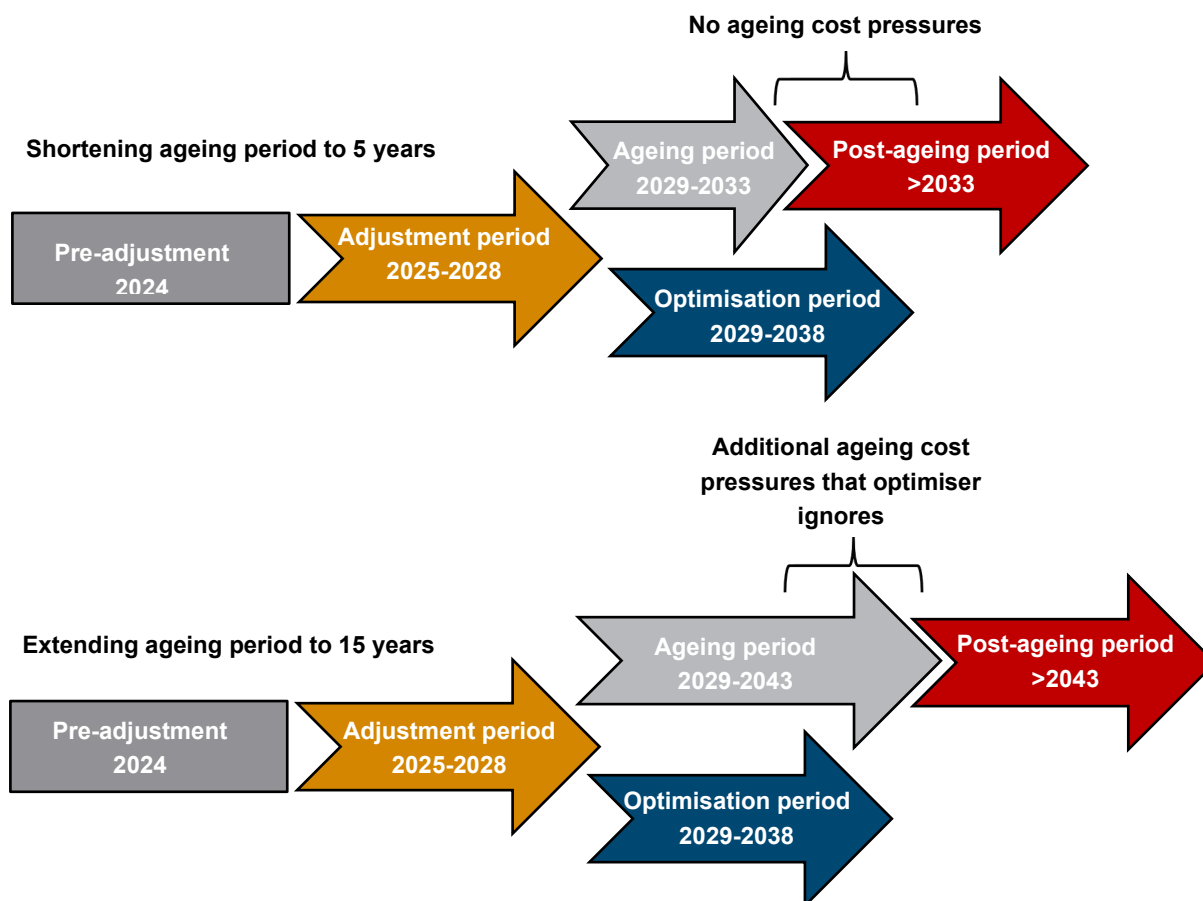 No ageing cost pressures
Shortening ageing period to 5 years
Pre-adjustment
2024
Adjustment period
2025-2028
Ageing period
2029-2033
Post-ageing period
>2033
Optimisation period
2029-2038
Additional ageing cost
pressures that optimiser
ignores
Extending ageing period to 15 years
Pre-adjustment
2024
Adjustment period
2025-2028
Ageing period
2029-2043
Post-ageing period
>2043
Optimisation period
2029-2038